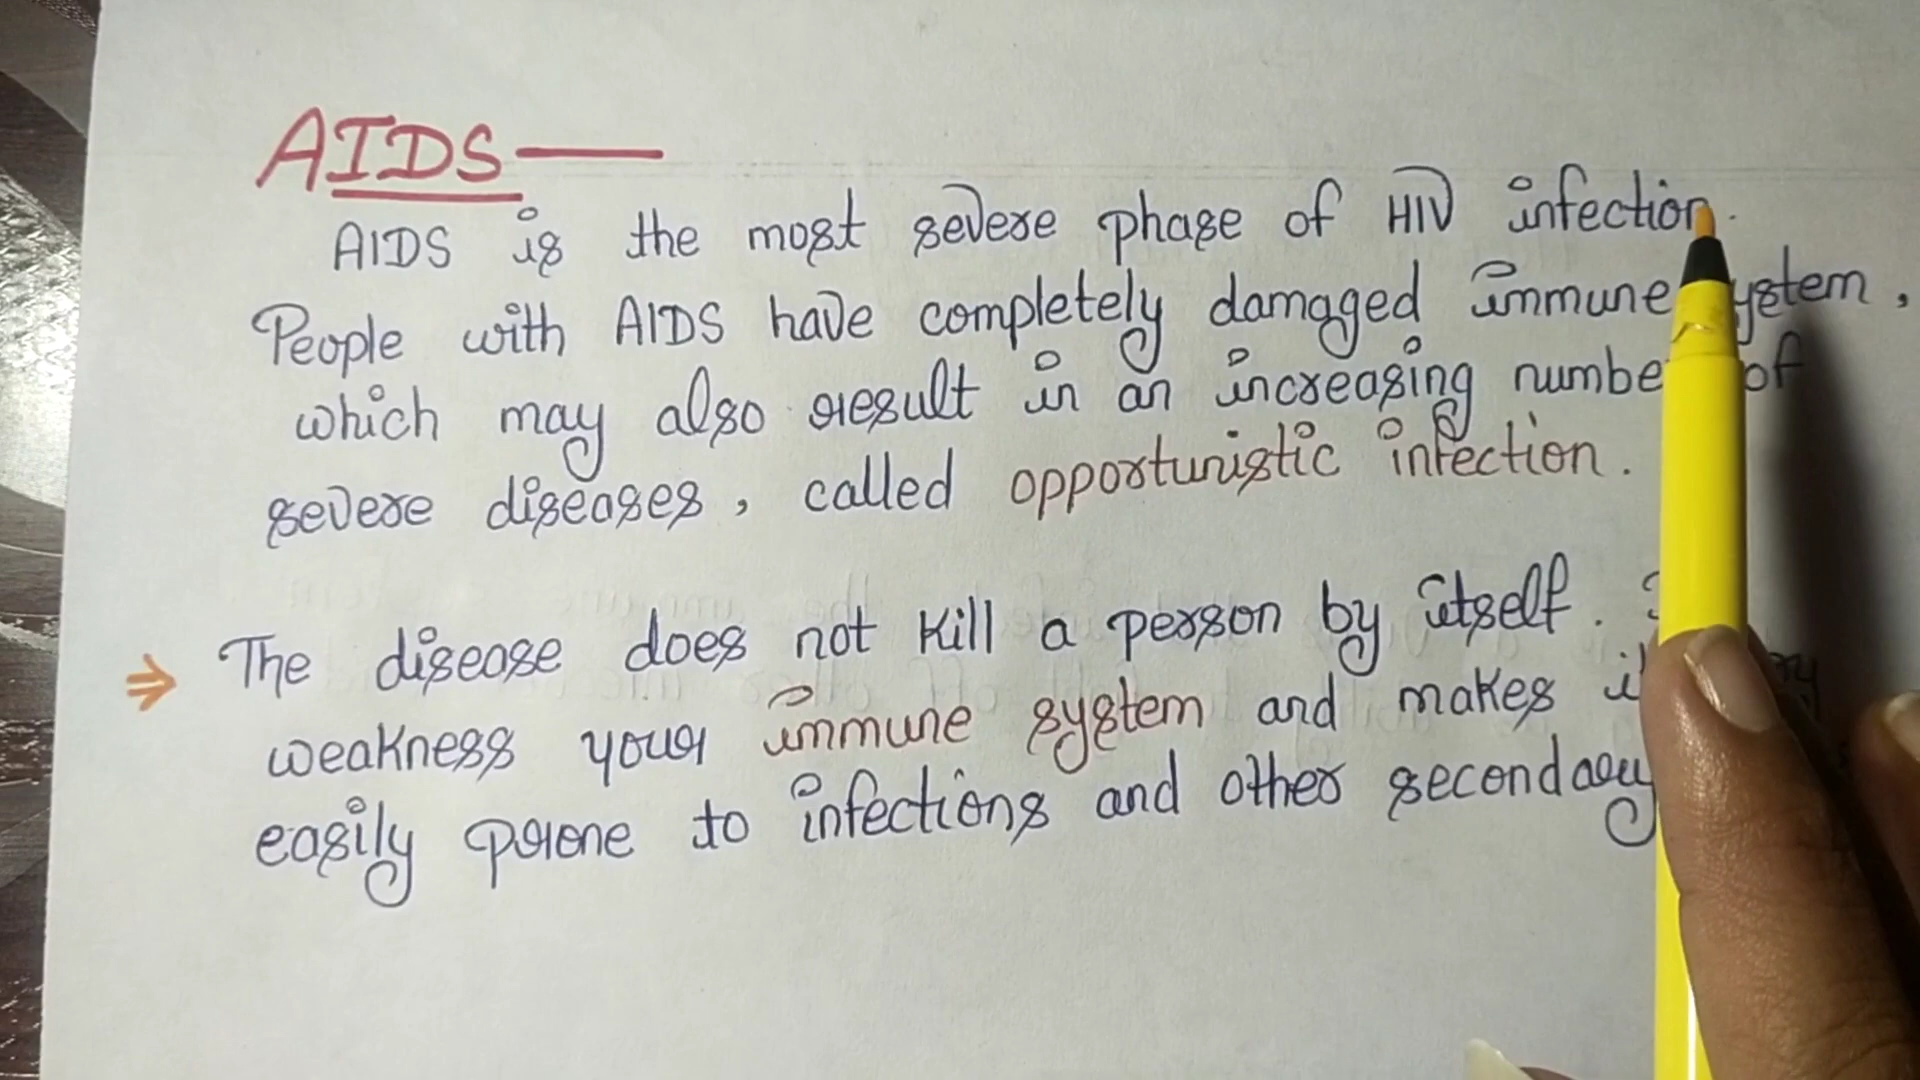 AIDS —
AIDS is the most severe phase of HIV infection.
People with AIDS have completely damaged immune ystem,
which may also result in an increasing numbe of
severe diseases, called opportunistic infection.
⇒ The disease does not kill a person by itself.
weakness your immune system and makes
easily prone to infections and other secondary